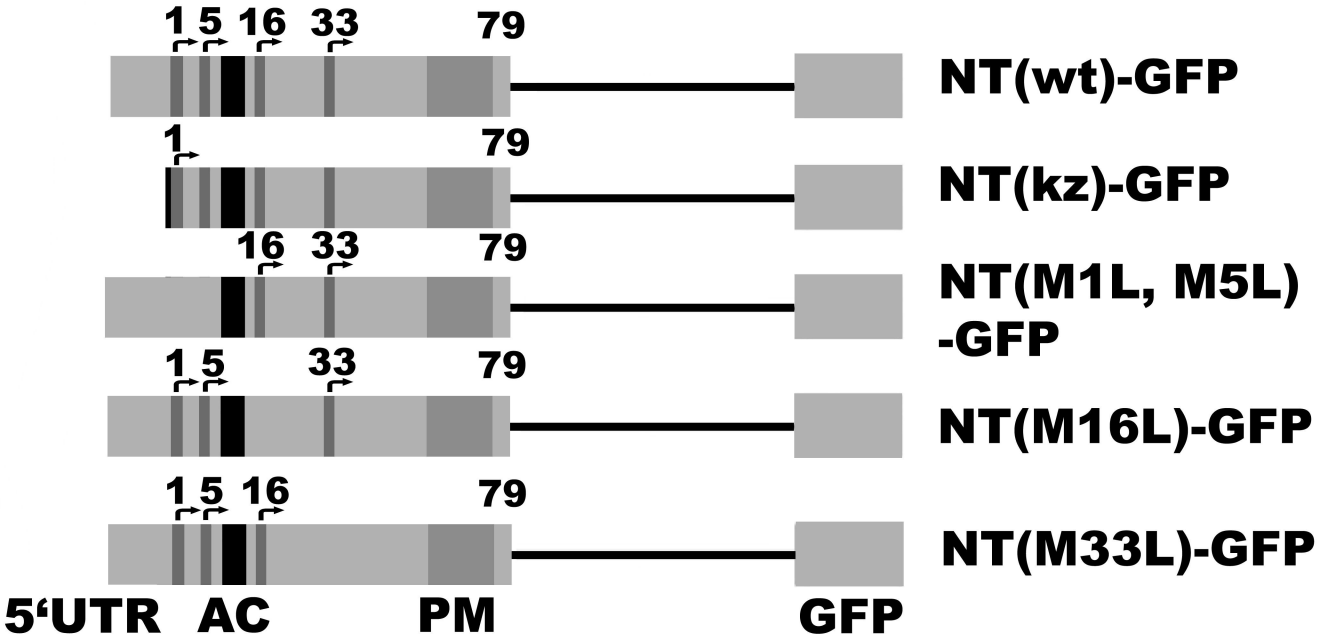 1 5 16 33 79
NT(wt)-GFP
1 79
NT(kz)-GFP
16 33 79
NT(M1L, M5L)
-GFP
1 5 33 79
NT(M16L)-GFP
1 5 16 79
NT(M33L)-GFP
5‘UTR AC PM GFP